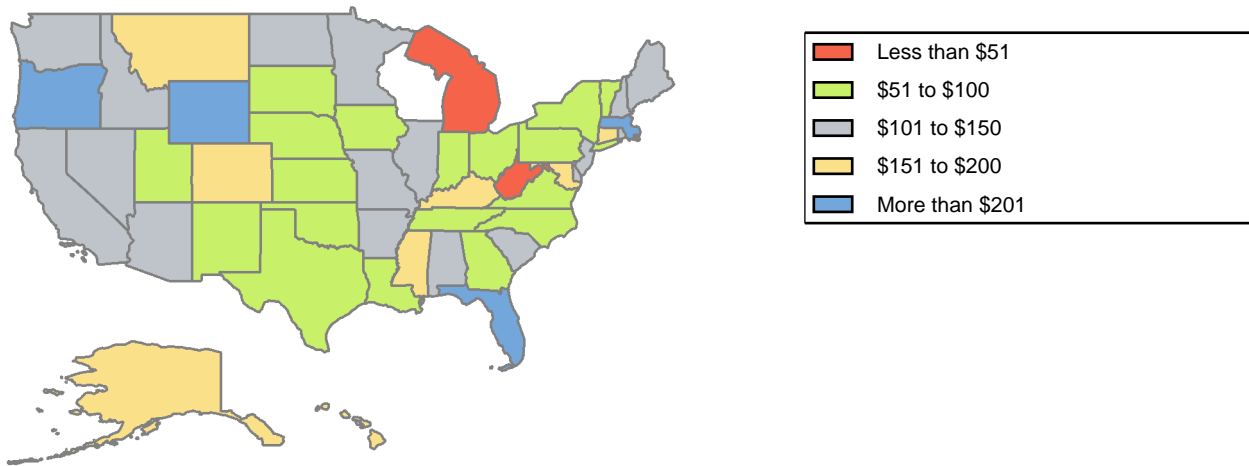 Less than $51
$51 to $100
$101 to $150
$151 to $200
More than $201